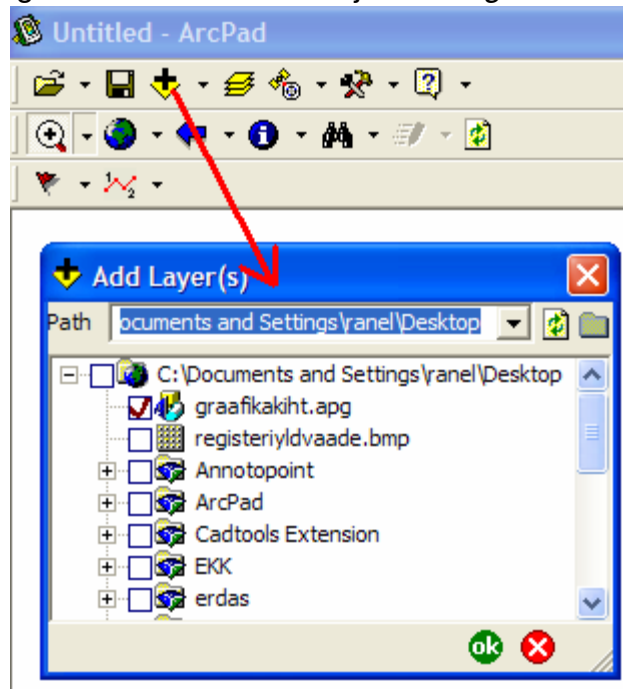 Untitled - ArcPad
Add Layer(s)
Path ocuments and Settings\ranel\Desktop
C:\Documents and Settings\ranel\Desktop
graafikakiht.apg
registeriyldvaade.bmp
Annotopoint
ArcPad
Cadtools Extension
EKK
erdas
ok